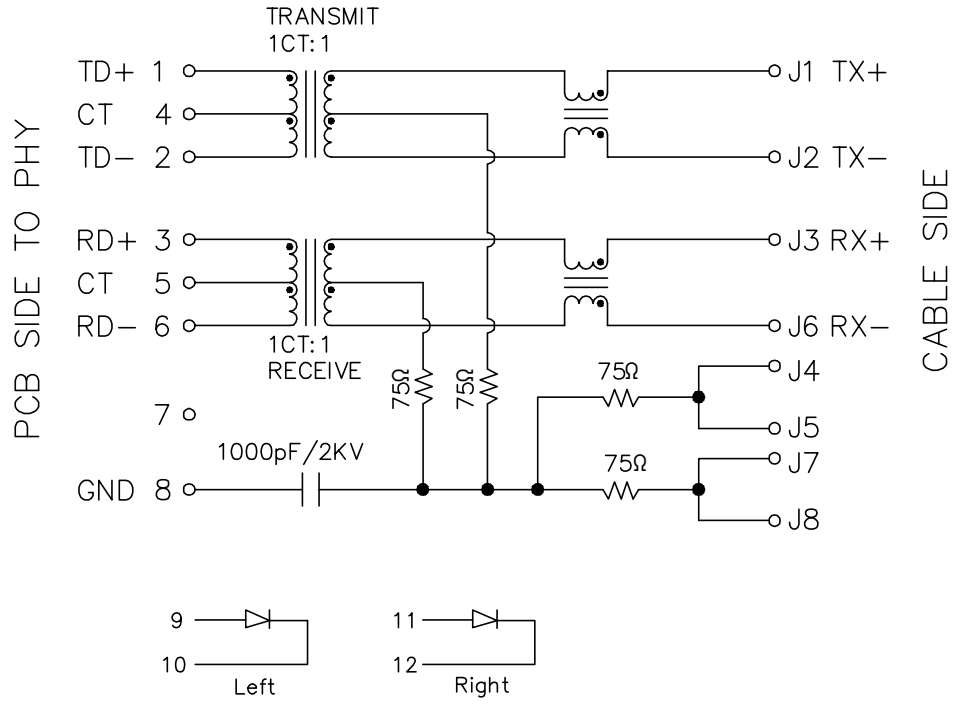 TRANSMIT
1CT:1
TD+ 1
J1 TX+
CT 4
TD- 2
J2 TX-
PCB SIDE TO PHY
CABLE SIDE
RD+ 3
J3 RX+
CT 5
RD- 6
J6 RX-
1CT:1
RECEIVE
75Ω
75Ω
75Ω
J4
7
J5
1000pF/2KV
75Ω
J7
GND 8
J8
9
11
10
12
Left
Right